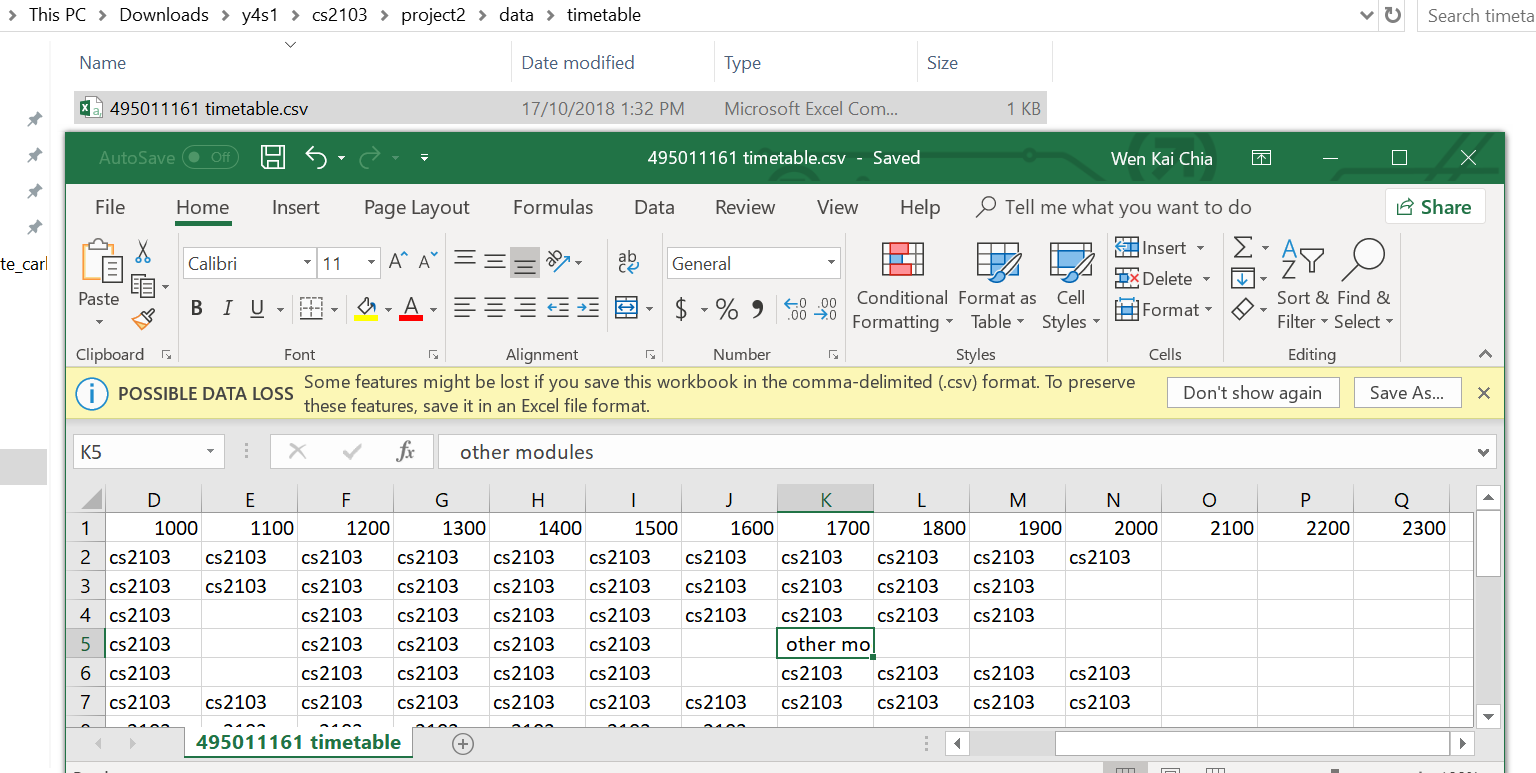 This PC > Downloads > y4s1 > cs2103 > project2 > data > timetable
Search timeta
Name Date modified Type Size
495011161 timetable.csv 17/10/2018 1:32 PM Microsoft Excel Com... 1 KB
te_carl
AutoSave Off 495011161 timetable.csv - Saved Wen Kai Chia
File Home Insert Page Layout Formulas Data Review View Help Tell me what you want to do Share
Paste
Calibri 11
B I U
ab
General
$ % ,
Conditional Formatting
Format as Table
Cell Styles
Insert
Delete
Format
Sort & Filter
Find & Select
Clipboard Font Alignment Number Styles Cells Editing
POSSIBLE DATA LOSS Some features might be lost if you save this workbook in the comma-delimited (.csv) format. To preserve
these features, save it in an Excel file format.
Don't show again Save As...
K5 fx other modules
D E F G H I J K L M N O P Q
1 1000 1100 1200 1300 1400 1500 1600 1700 1800 1900 2000 2100 2200 2300
2 cs2103 cs2103 cs2103 cs2103 cs2103 cs2103 cs2103 cs2103 cs2103 cs2103 cs2103
3 cs2103 cs2103 cs2103 cs2103 cs2103 cs2103 cs2103 cs2103 cs2103 cs2103
4 cs2103 cs2103 cs2103 cs2103 cs2103 cs2103 cs2103 cs2103 cs2103
5 cs2103 cs2103 cs2103 cs2103 cs2103 other mo
6 cs2103 cs2103 cs2103 cs2103 cs2103 cs2103 cs2103 cs2103 cs2103
7 cs2103 cs2103 cs2103 cs2103 cs2103 cs2103 cs2103 cs2103 cs2103 cs2103 cs2103
495011161 timetable